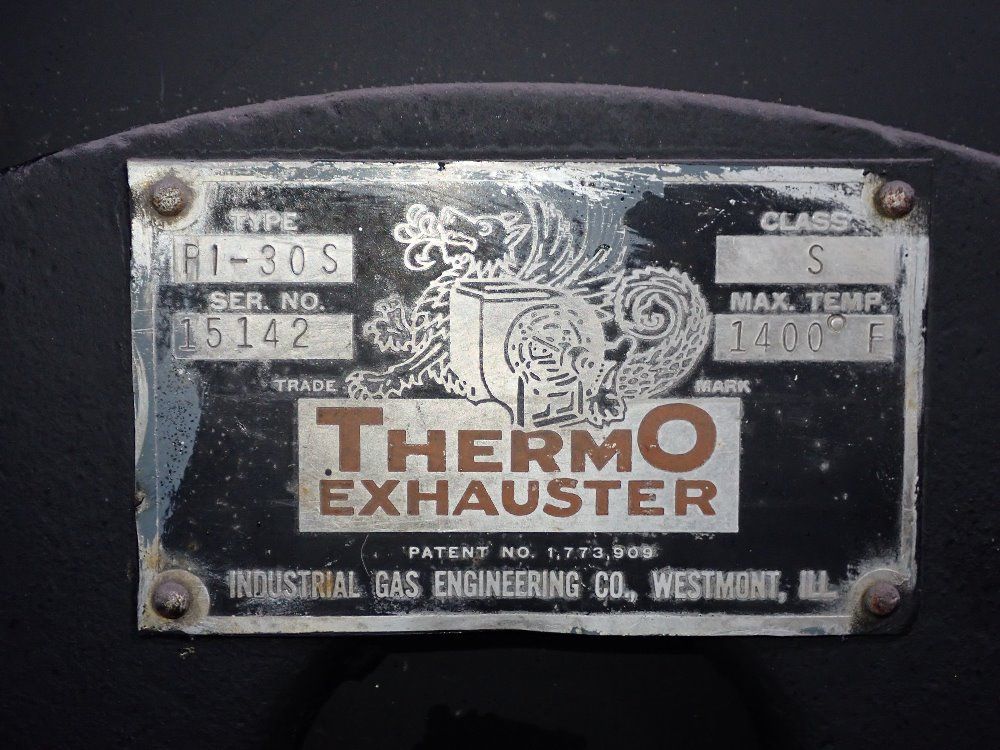 TYPE
R1-30S
SER. NO.
15142
CLASS
S
MAX. TEMP.
1400° F
TRADE MARK
THERMO
EXHAUSTER
PATENT NO. 1,773,909
INDUSTRIAL GAS ENGINEERING CO., WESTMONT, ILL.